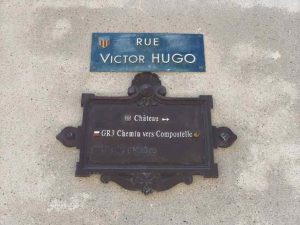 RUE
VICTOR HUGO
Château ↔
GR3 Chemin vers Compostelle